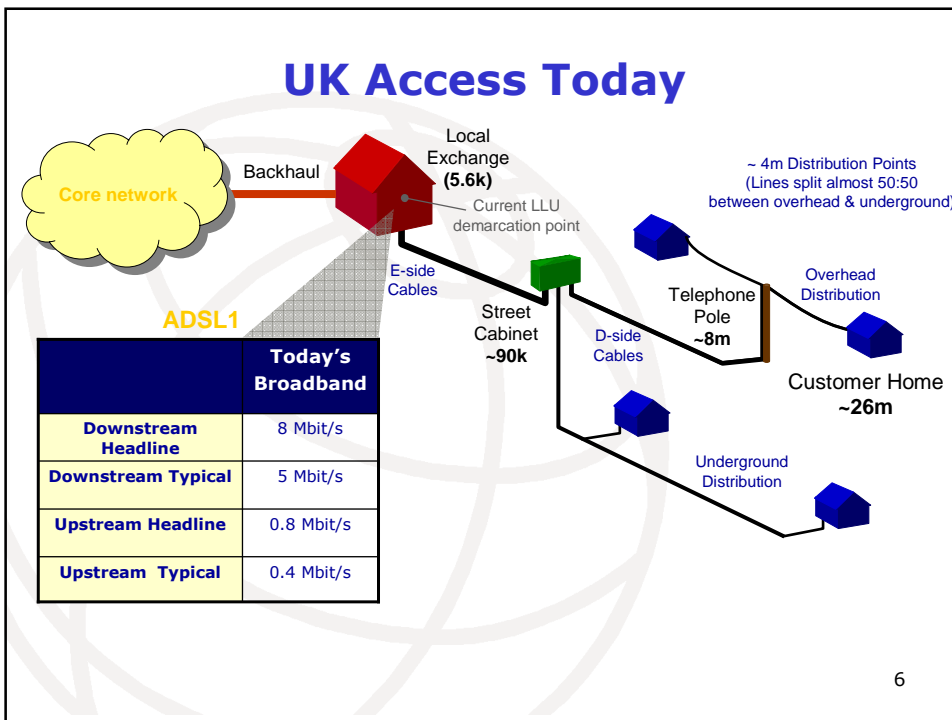 UK Access Today
Core network
Backhaul
Local
Exchange
(5.6k)
Current LLU
demarcation point
~ 4m Distribution Points
(Lines split almost 50:50
between overhead & underground)
E-side
Cables
Street
Cabinet
~90k
D-side
Cables
Telephone
Pole
~8m
Overhead
Distribution
Customer Home
~26m
Underground
Distribution
ADSL1
Today's
Broadband
Downstream
Headline
8 Mbit/s
Downstream Typical
5 Mbit/s
Upstream Headline
0.8 Mbit/s
Upstream Typical
0.4 Mbit/s
6